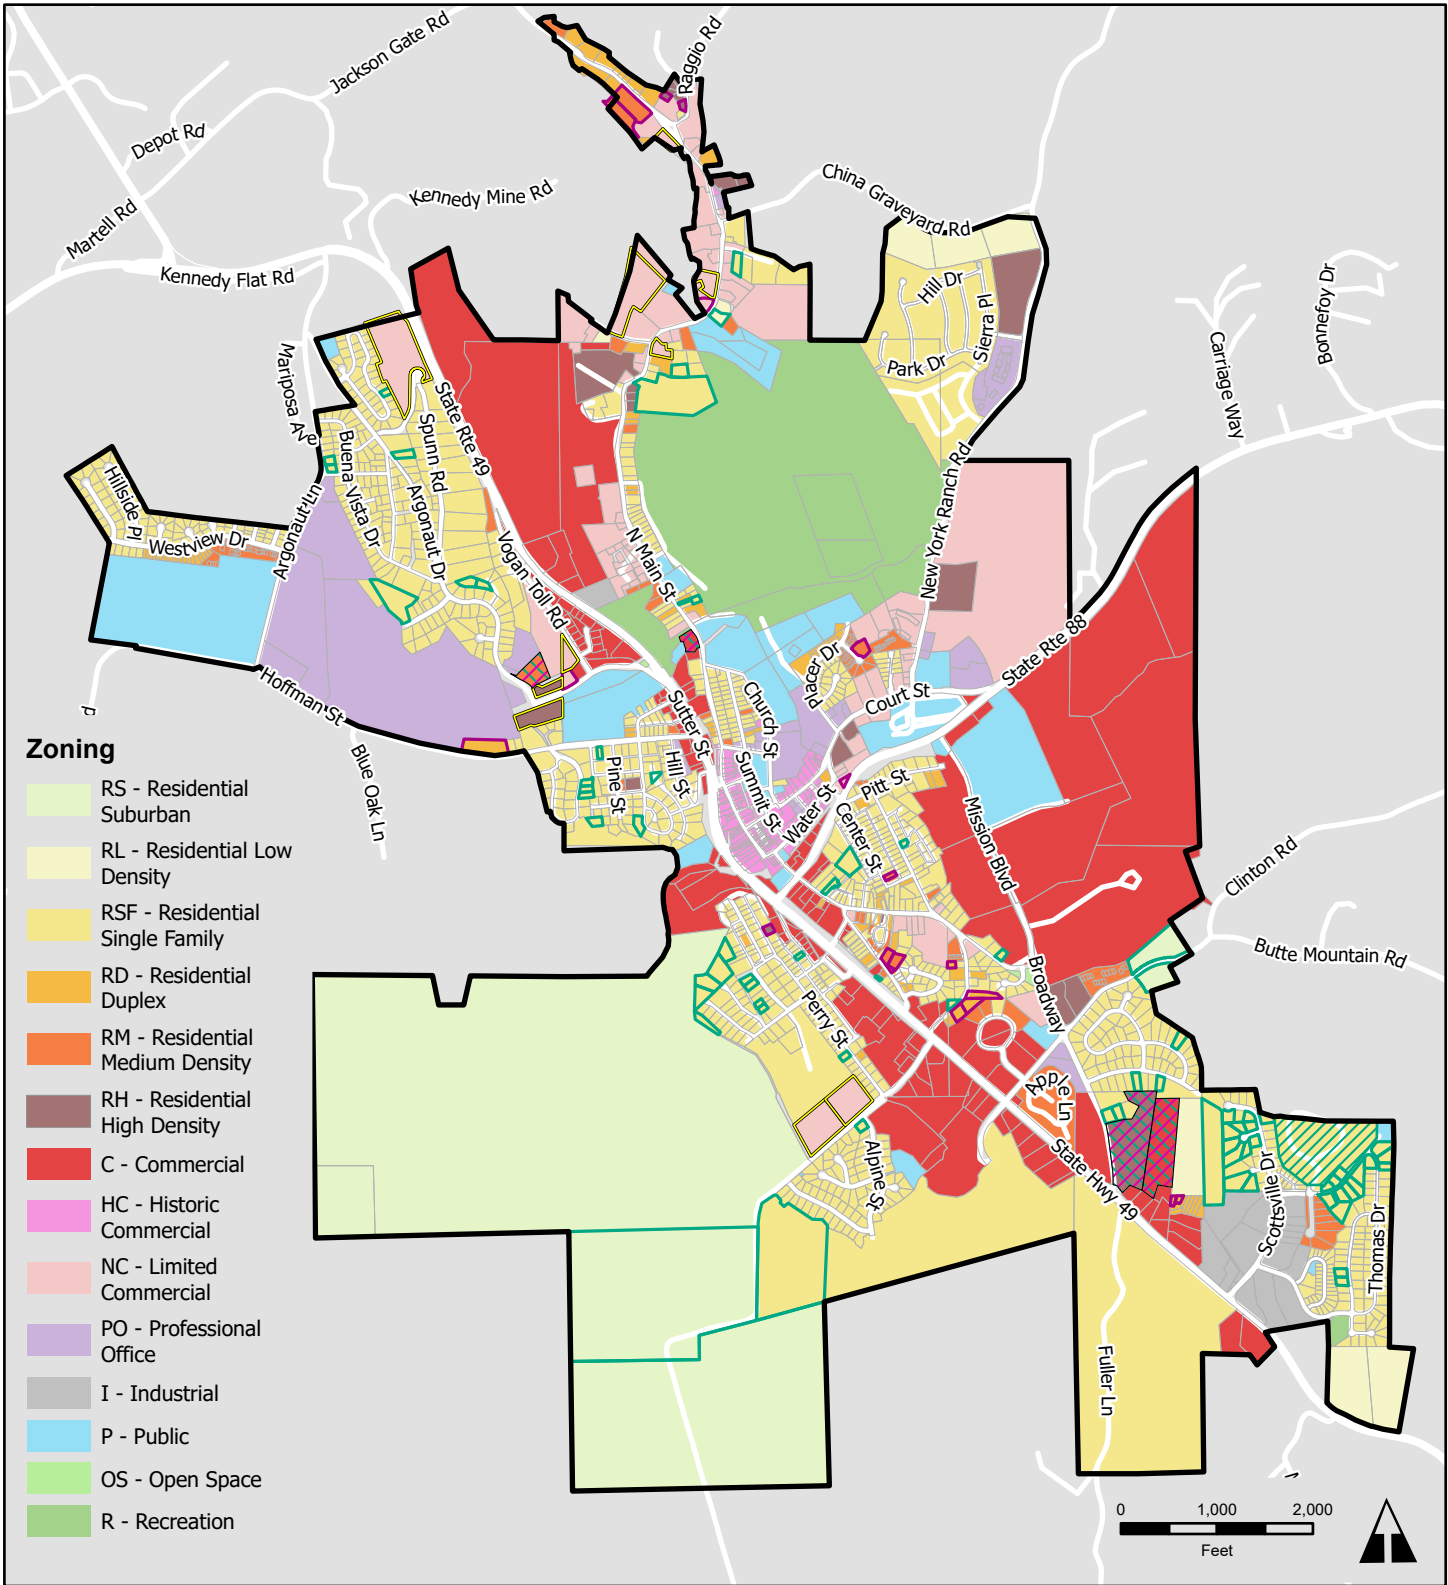 Jackson Gate Rd
Raggio Rd
Depot Rd
China Graveyard Rd
Kennedy Mine Rd
Martell Rd
Kennedy Flat Rd
Hill Dr
Sierra Pl
Park Dr
Bonnefoy Dr
Carriage Way
Mariposa Ave
State Rte 49
Spunn Rd
Buena Vista Dr
Argonaut Dr
Hillside Pl
Westview Dr
Argonaut Ln
Vogan Toll Rd
N Main St
New York Ranch Rd
State Rte 88
Placer Dr
Court St
Church St
Hoffman St
Sutter St
Blue Oak Ln
Pine St
Hill St
Summit St
Water St
Pitt St
Center St
Mission Blvd
Clinton Rd
Butte Mountain Rd
Broadway
Perry St
Apple Ln
Alpine St
State Hwy 49
Scottsville Dr
Thomas Dr
Fuller Ln
Zoning
RS - Residential
Suburban
RL - Residential Low
Density
RSF - Residential
Single Family
RD - Residential
Duplex
RM - Residential
Medium Density
RH - Residential
High Density
C - Commercial
HC - Historic
Commercial
NC - Limited
Commercial
PO - Professional
Office
I - Industrial
P - Public
OS - Open Space
R - Recreation
0 1,000 2,000
Feet